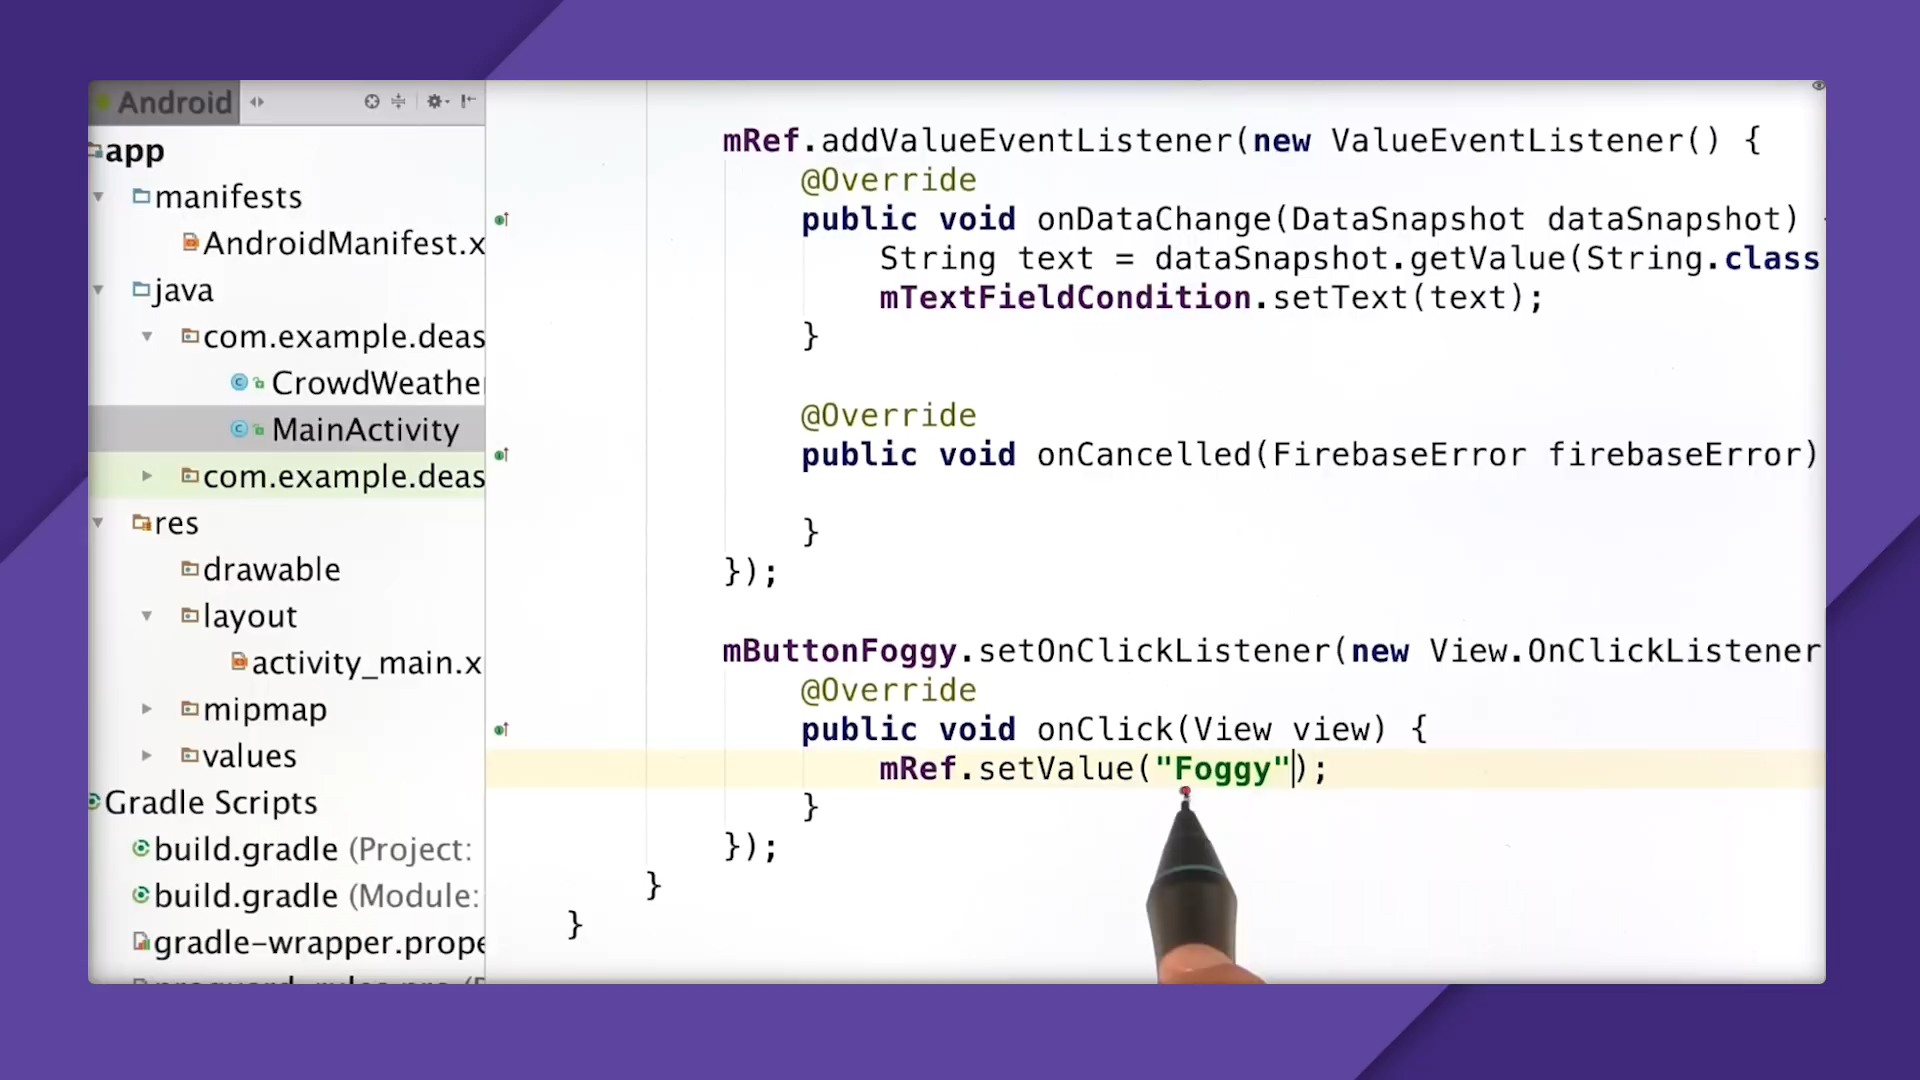 Android
app
manifests
AndroidManifest.x
java
com.example.deas
CrowdWeathe
MainActivity
com.example.deas
res
drawable
layout
activity_main.x
mipmap
values
Gradle Scripts
build.gradle (Project:
build.gradle (Module:
gradle-wrapper.prope
mRef.addValueEventListener(new ValueEventListener() {
@Override
public void onDataChange(DataSnapshot dataSnapshot)
String text = dataSnapshot.getValue(String.class
mTextFieldCondition.setText(text);
}
@Override
public void onCancelled(FirebaseError firebaseError)
}
});
mButtonFoggy.setOnClickListener(new View.OnClickListener
@Override
public void onClick(View view) {
mRef.setValue("Foggy");
}
});
}
}